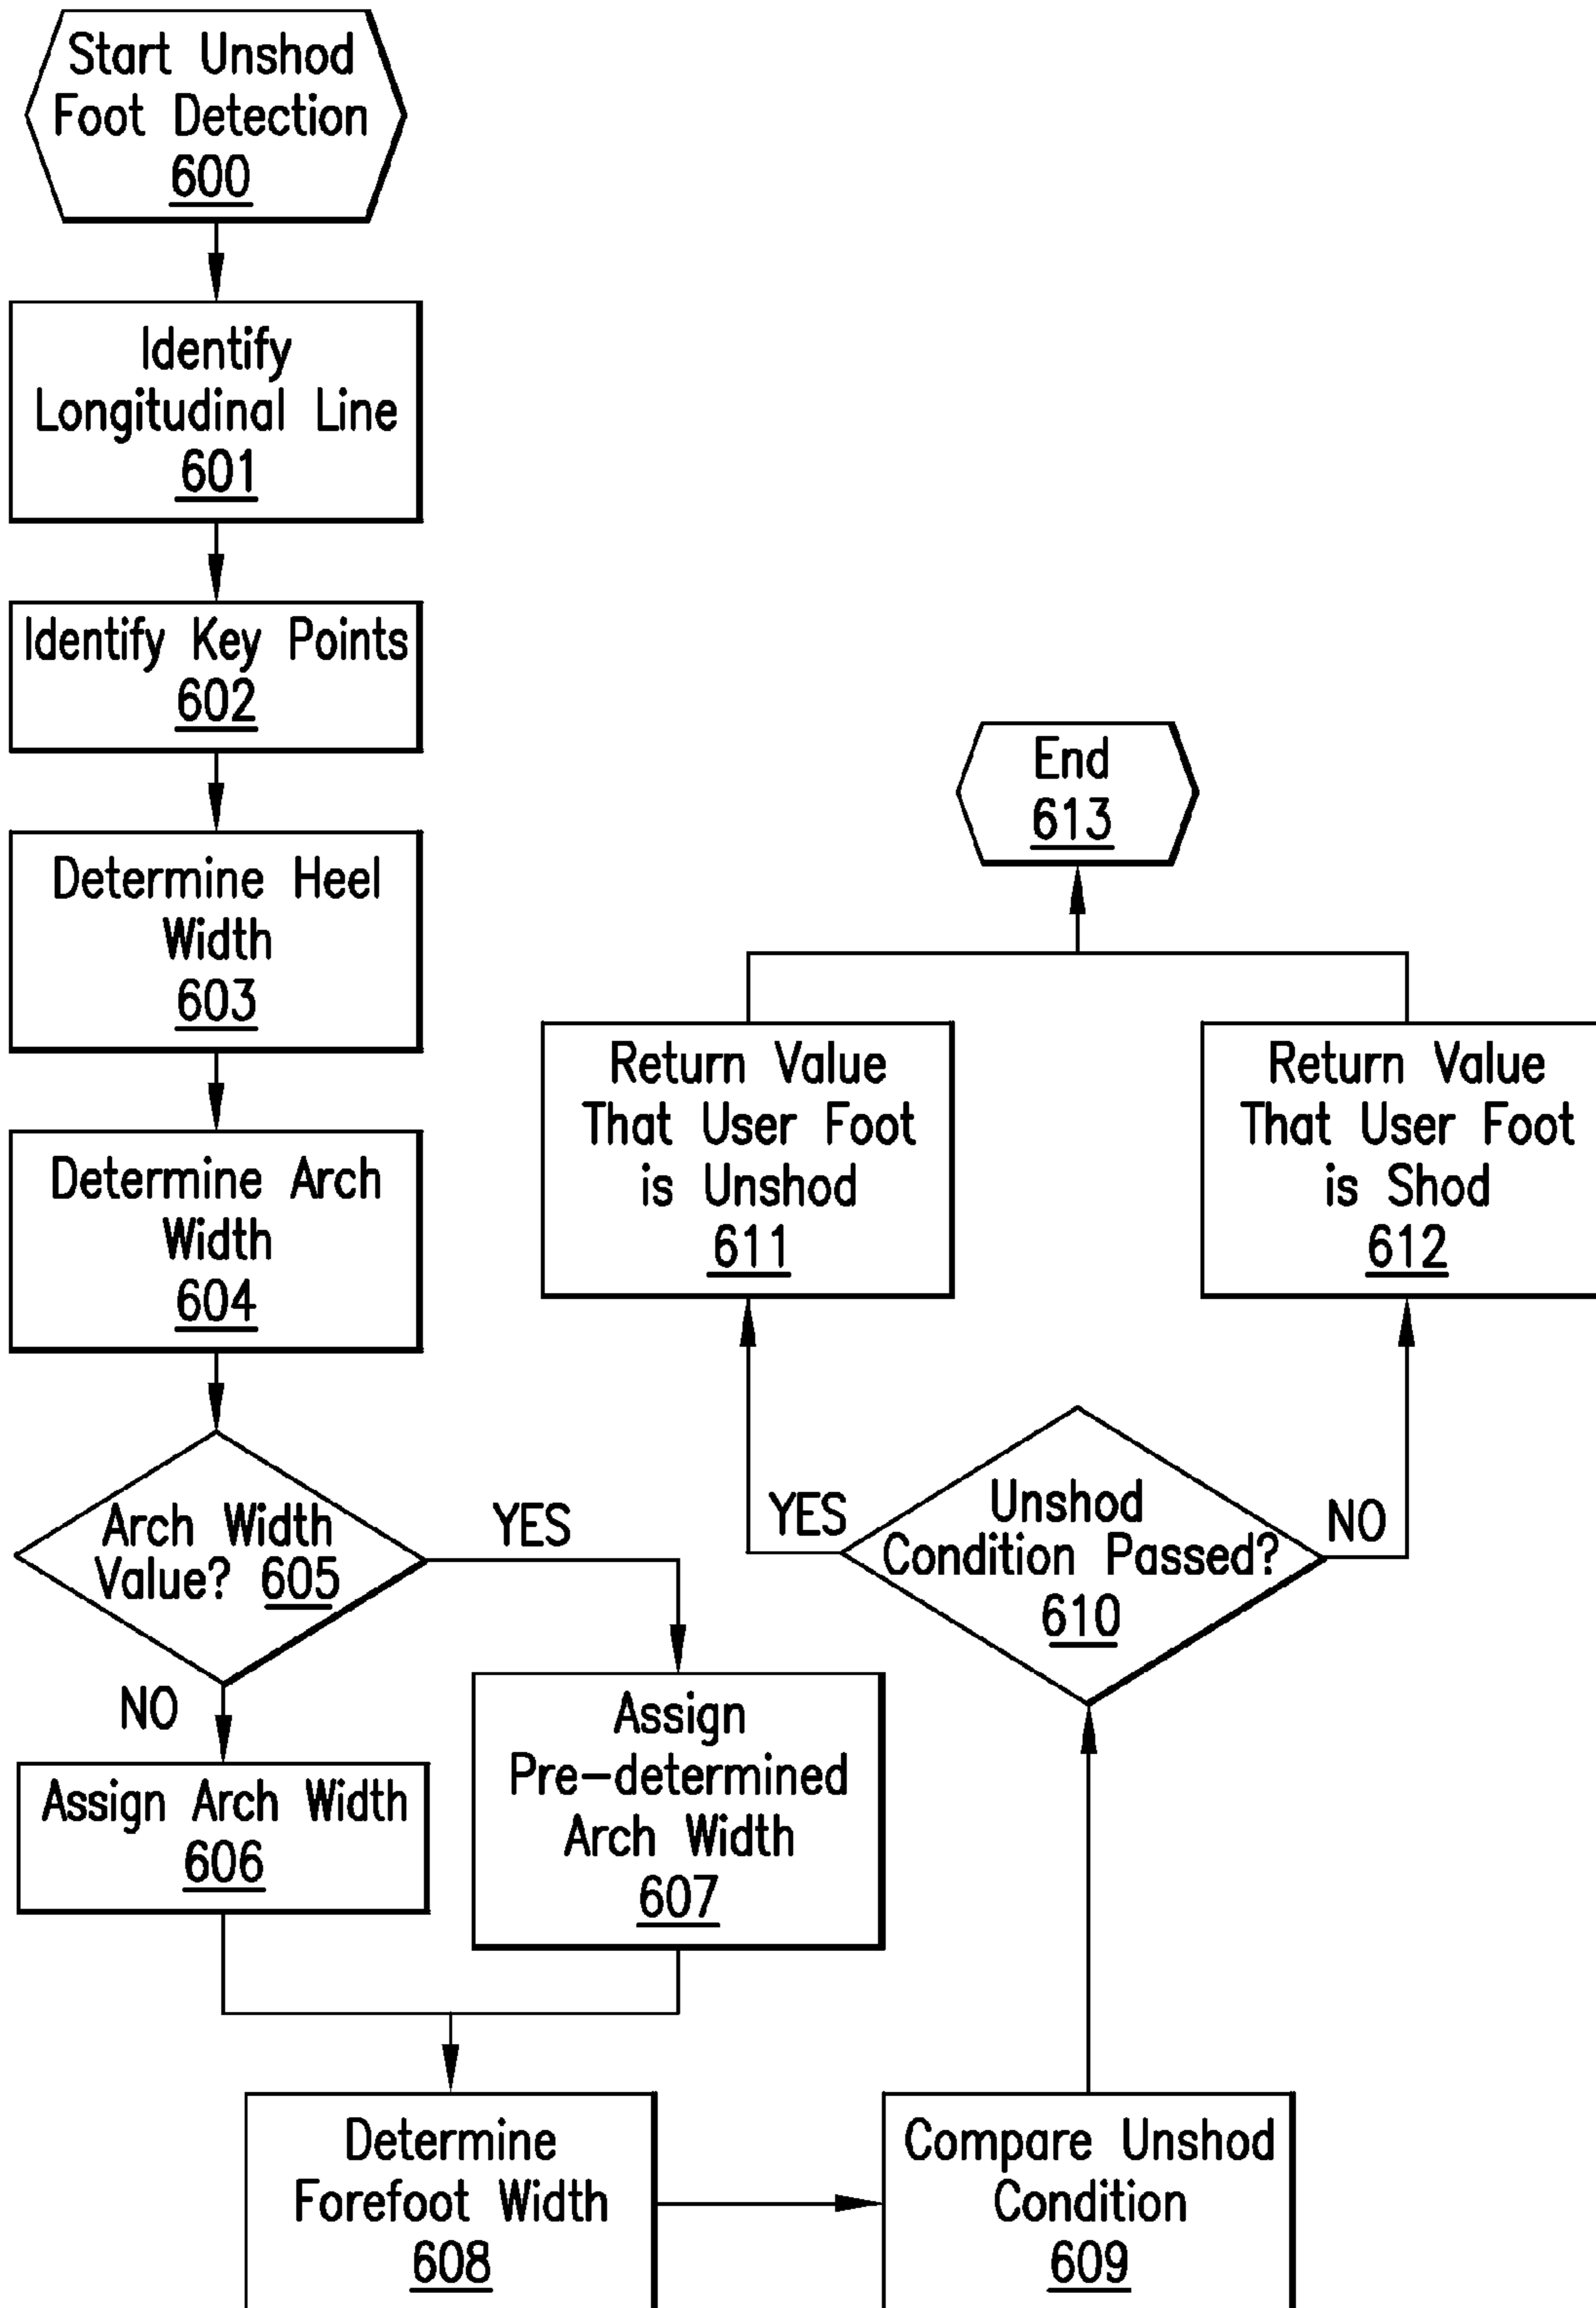 Start Unshod
Foot Detection
600
Identify
Longitudinal Line
601
Identify Key Points
602
Determine Heel
Width
603
Determine Arch
Width
604
Arch Width
Value? 605
YES
NO
Assign Arch Width
606
Assign
Pre-determined
Arch Width
607
Determine
Forefoot Width
608
Compare Unshod
Condition
609
Unshod
Condition Passed?
610
YES
NO
Return Value
That User Foot
is Unshod
611
Return Value
That User Foot
is Shod
612
End
613